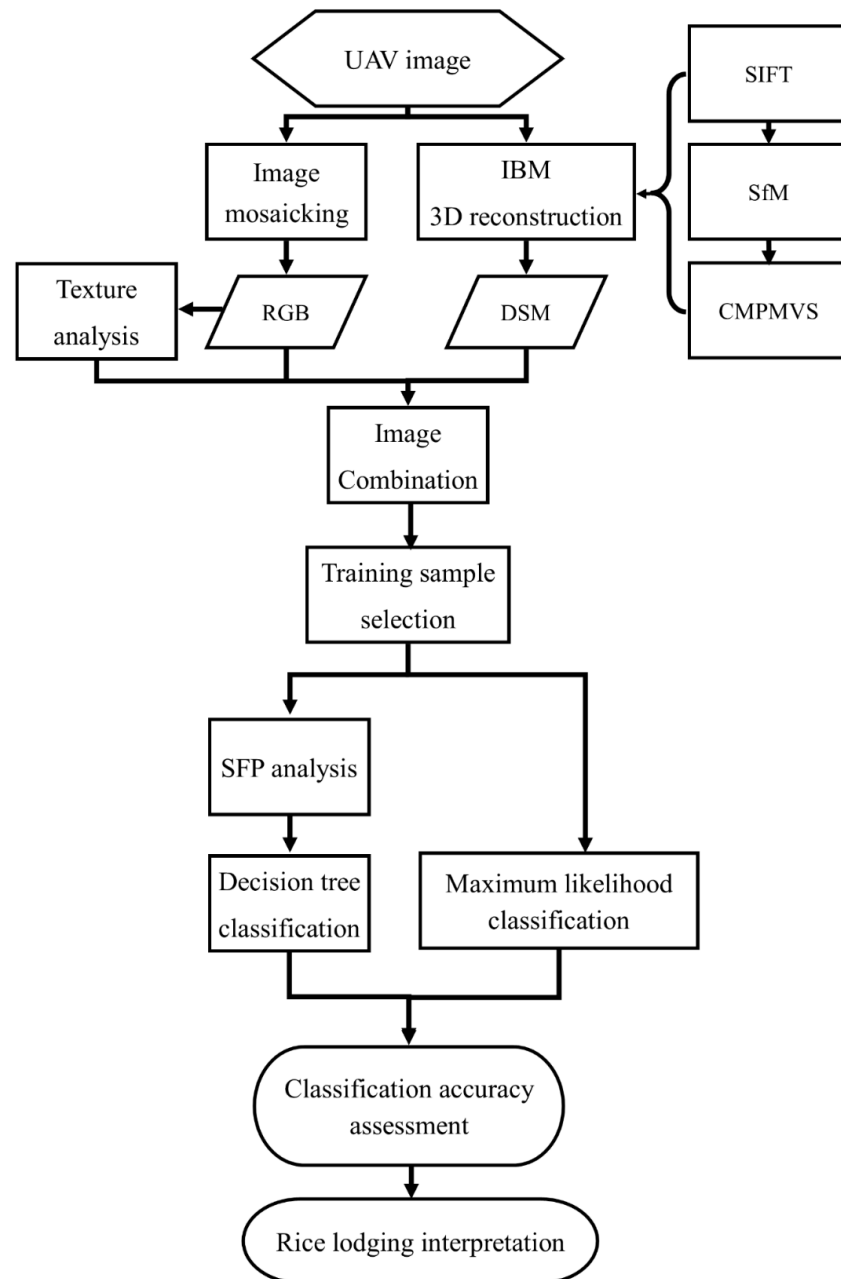 UAV image
SIFT
Image
mosaicking
IBM
3D reconstruction
SfM
Texture
analysis
RGB
DSM
CMPMVS
Image
Combination
Training sample
selection
SFP analysis
Decision tree
classification
Maximum likelihood
classification
Classification accuracy
assessment
Rice lodging interpretation